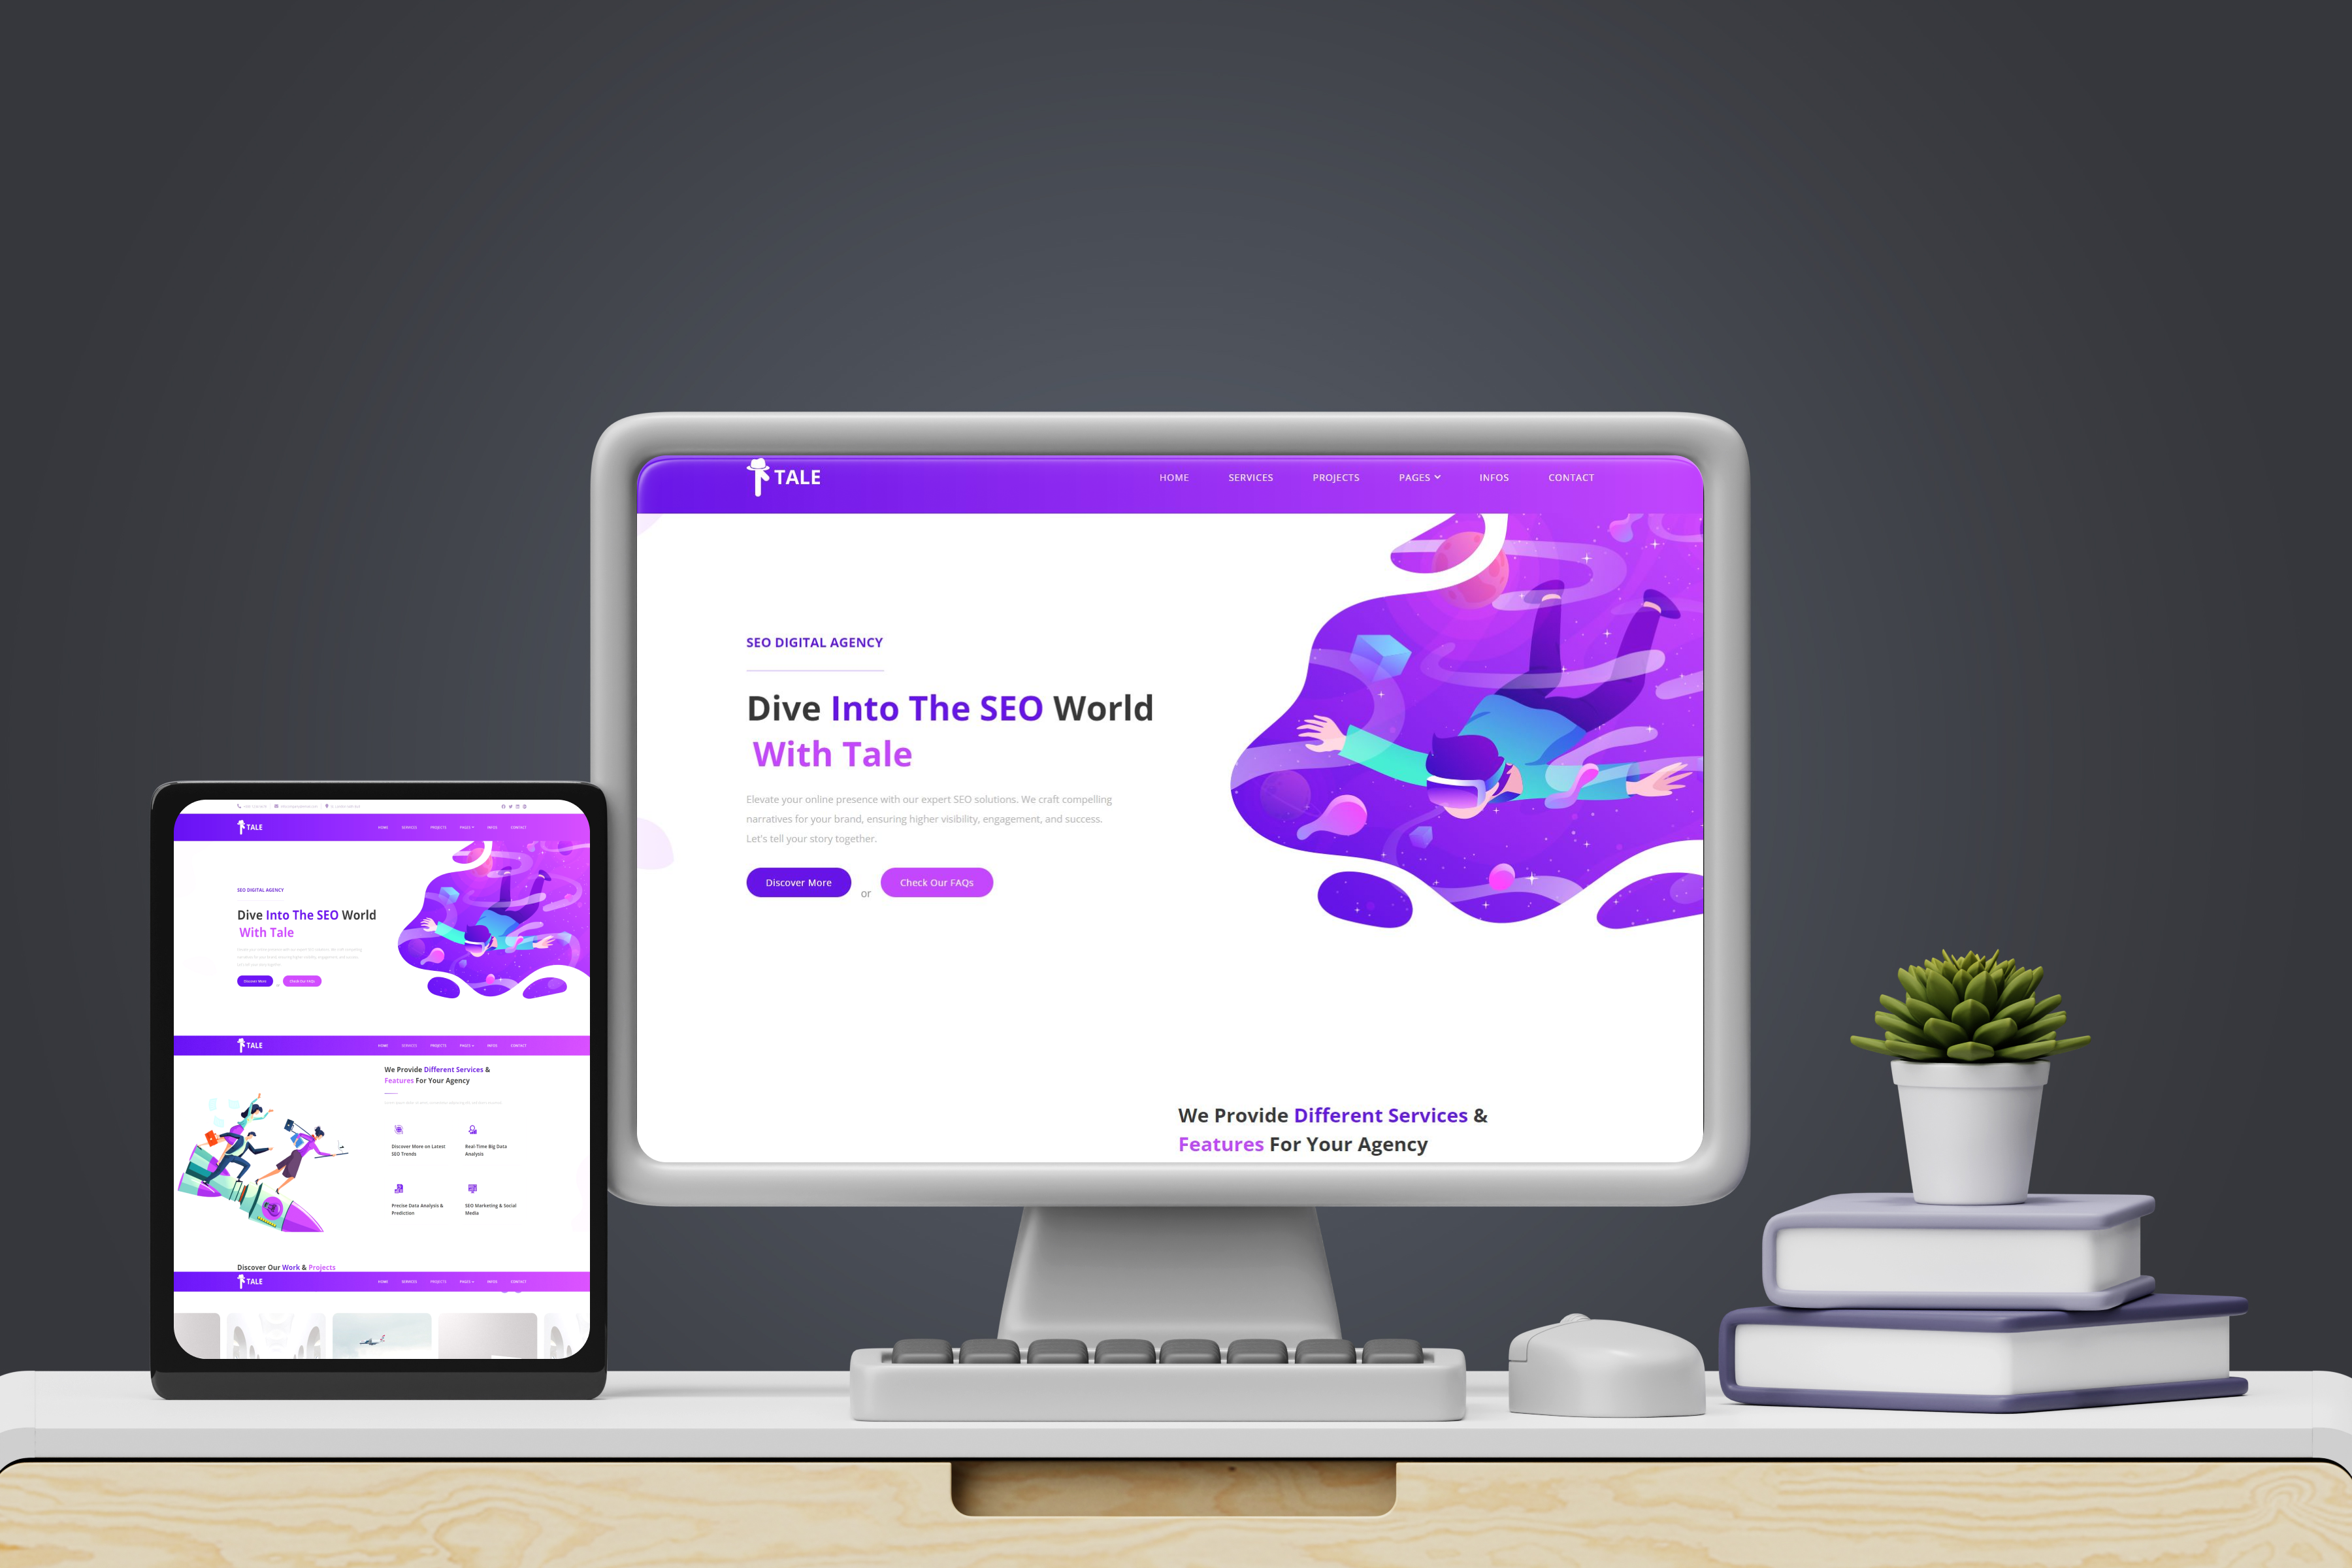 TALE
HOME SERVICES PROJECTS PAGES INFOS CONTACT
SEO DIGITAL AGENCY
Dive Into The SEO World
With Tale
Elevate your online presence with our expert SEO solutions. We craft compelling
narratives for your brand, ensuring higher visibility, engagement, and success.
Let's tell your story together.
Discover More or Check Our FAQs
We Provide Different Services &
Features For Your Agency
TALE
HOME SERVICES PROJECTS PAGES INFOS CONTACT
SEO DIGITAL AGENCY
Dive Into The SEO World
With Tale
Discover More Check Our FAQs
TALE
HOME SERVICES PROJECTS PAGES INFOS CONTACT
We Provide Different Services &
Features For Your Agency
Discover More on Latest
SEO Trends
Real-Time Big Data
Analysis
Precise Data Analysis &
Prediction
SEO Marketing & Social
Media
Discover Our Work & Projects
TALE
HOME SERVICES PROJECTS PAGES INFOS CONTACT